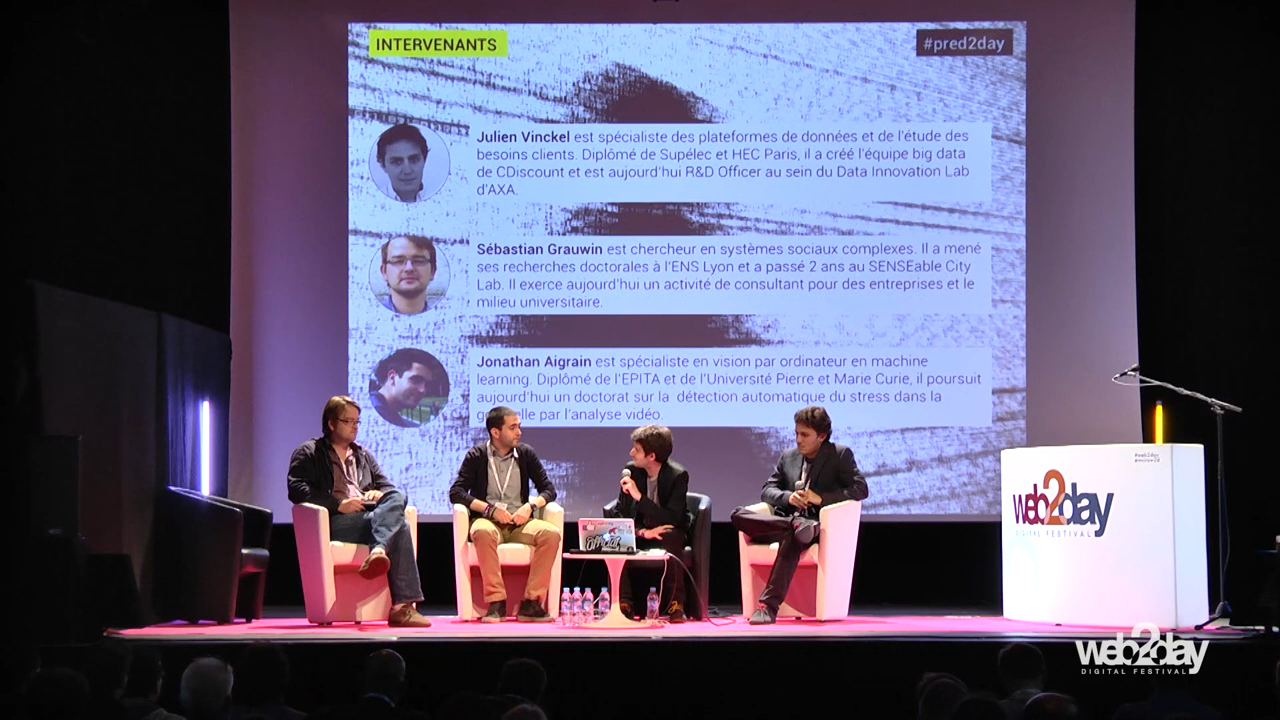 INTERVENANTS
#pred2day
Julien Vinckel est spécialiste des plateformes de données et de l'étude des
besoins clients. Diplômé de Supélec et HEC Paris, il a créé l'équipe big data
de CDiscount et est aujourd'hui R&D Officer au sein du Data Innovation Lab
d'AXA.
Sébastian Grauwin est chercheur en systèmes sociaux complexes. Il a mené
ses recherches doctorales à l'ENS Lyon et a passé 2 ans au SENSEable City
Lab. Il exerce aujourd'hui un activité de consultant pour des entreprises et le
milieu universitaire.
Jonathan Aigrain est spécialiste en vision par ordinateur en machine
learning. Diplômé de l'EPITA et de l'Université Pierre et Marie Curie, il poursuit
aujourd'hui un doctorat sur la détection automatique du stress dans la
par l'analyse vidéo.
#web2day
web2day
DIGITAL FESTIVAL
web2day
DIGITAL FESTIVAL